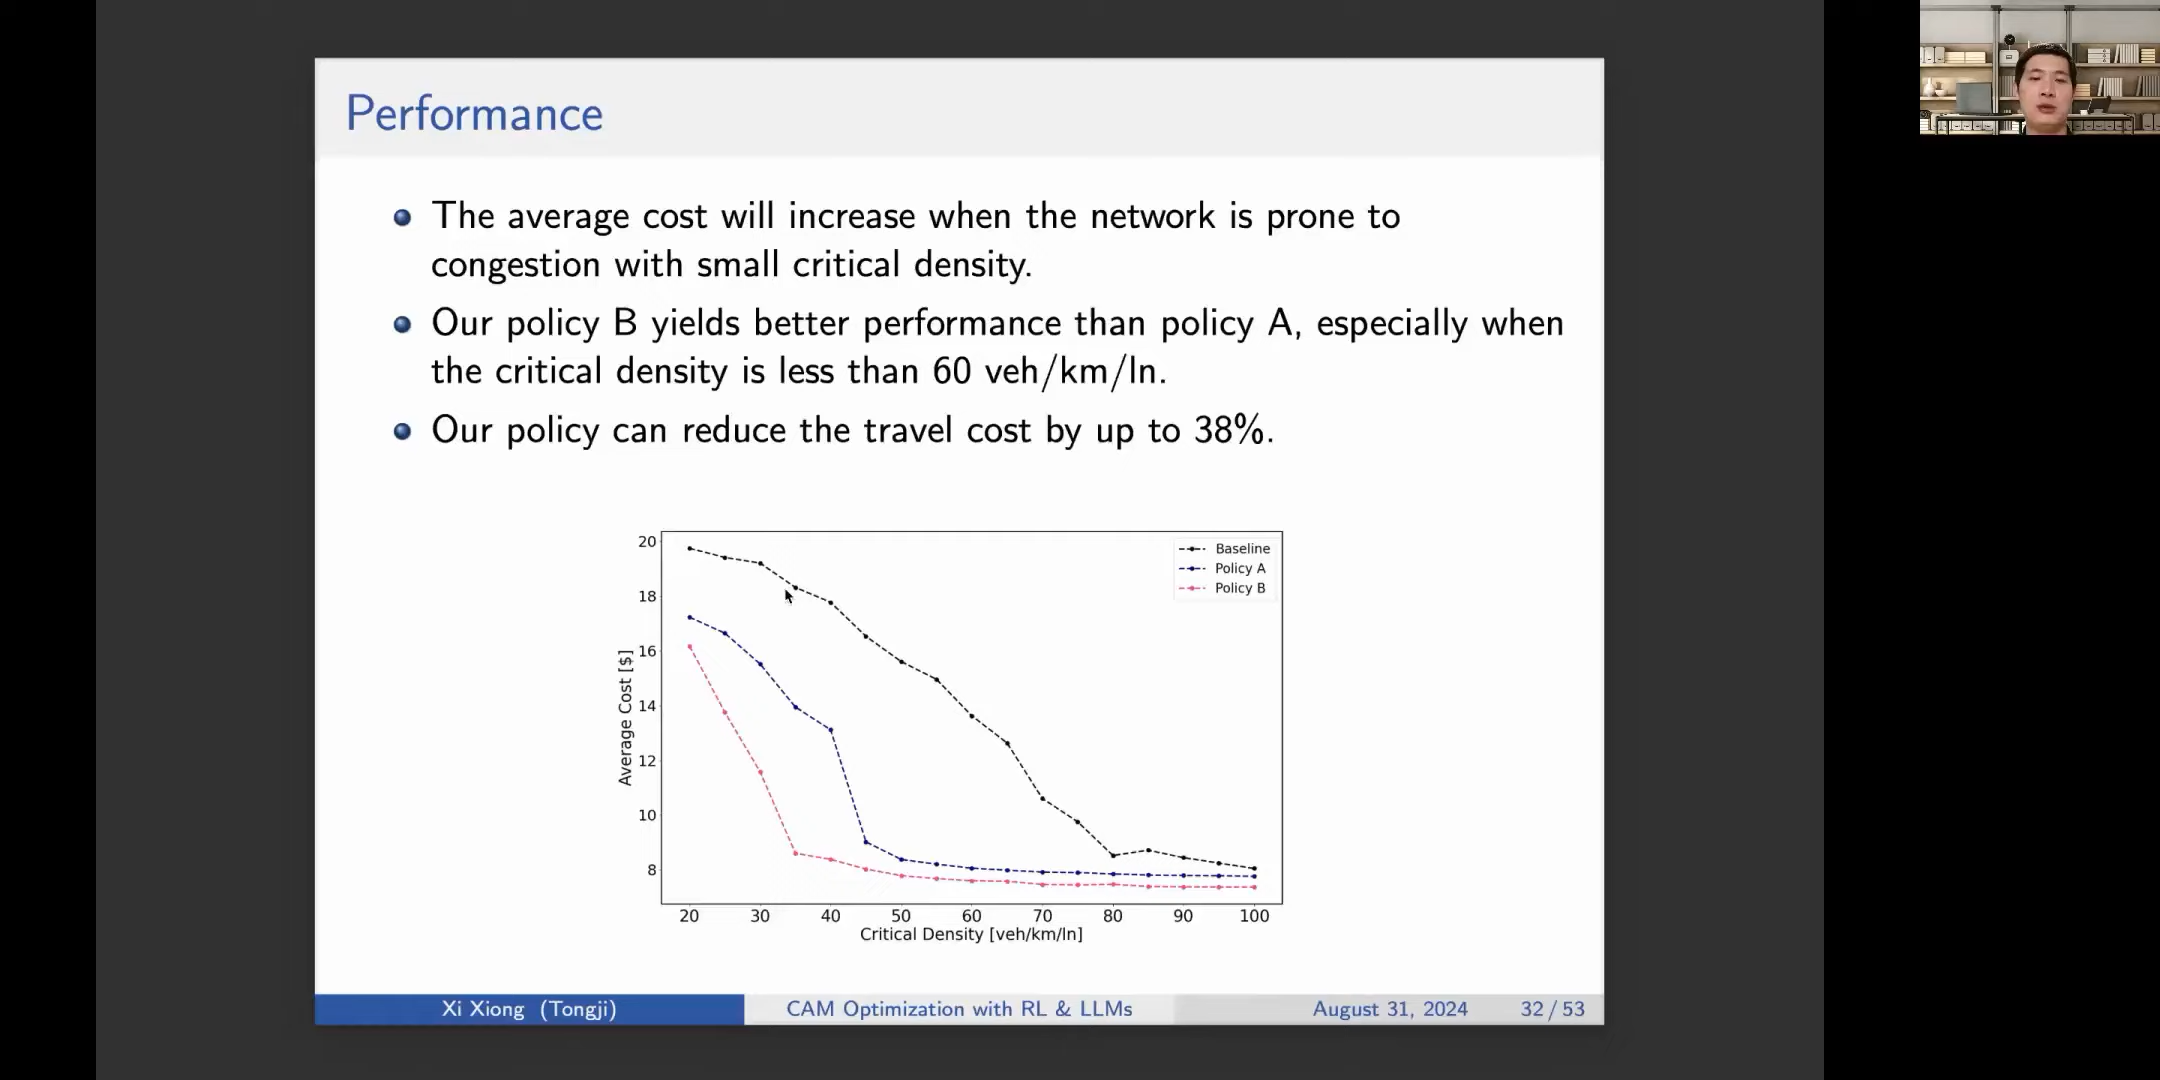 Performance
The average cost will increase when the network is prone to
congestion with small critical density.
Our policy B yields better performance than policy A, especially when
the critical density is less than 60 veh/km/ln.
Our policy can reduce the travel cost by up to 38%.
20
18
16
14
12
10
8
Average Cost [$]
Baseline
Policy A
Policy B
20 30 40 50 60 70 80 90 100
Critical Density [veh/km/ln]
Xi Xiong (Tongji) CAM Optimization with RL & LLMs August 31, 2024 32 / 53